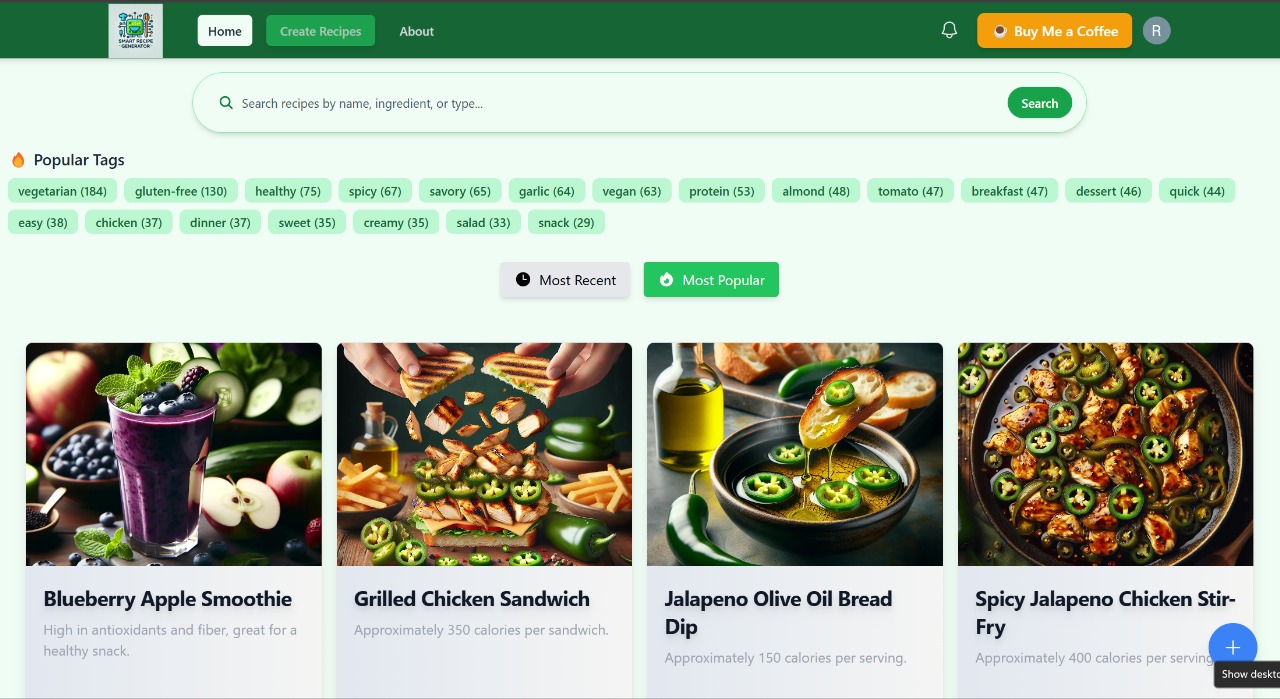 SMART RECIPE
GENERATOR
Home
Create Recipes
About
Buy Me a Coffee
R
Search recipes by name, ingredient, or type...
Search
Popular Tags
vegetarian (184)
gluten-free (130)
healthy (75)
spicy (67)
savory (65)
garlic (64)
vegan (63)
protein (53)
almond (48)
tomato (47)
breakfast (47)
dessert (46)
quick (44)
easy (38)
chicken (37)
dinner (37)
sweet (35)
creamy (35)
salad (33)
snack (29)
Most Recent
Most Popular
Blueberry Apple Smoothie
High in antioxidants and fiber, great for a
healthy snack.
Grilled Chicken Sandwich
Approximately 350 calories per sandwich.
Jalapeno Olive Oil Bread
Dip
Approximately 150 calories per serving.
Spicy Jalapeno Chicken Stir-
Fry
Approximately 400 calories per serving
Show deskto